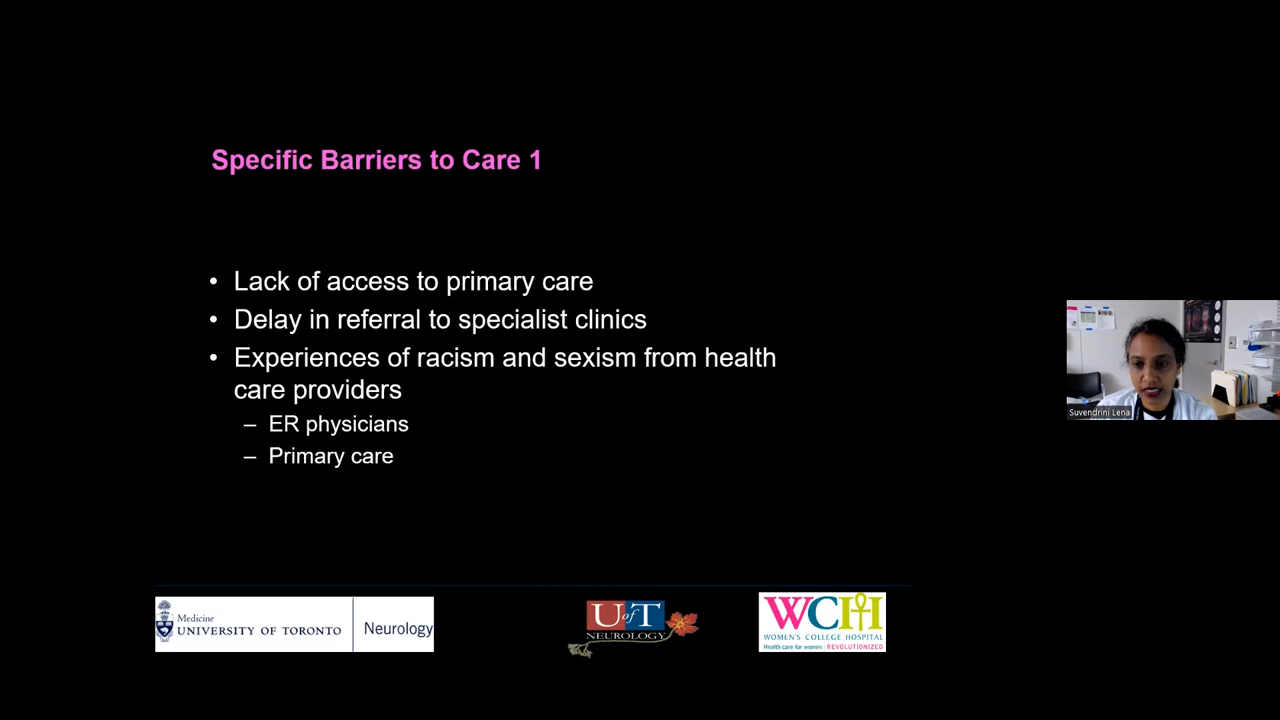 Specific Barriers to Care 1
• Lack of access to primary care
• Delay in referral to specialist clinics
• Experiences of racism and sexism from health
care providers
– ER physicians
– Primary care
Suvendrini Lena
Medicine
UNIVERSITY OF TORONTO
Neurology
U of T
NEUROLOGY
WCH
WOMEN'S COLLEGE HOSPITAL
Health care for women | REVOLUTIONIZED